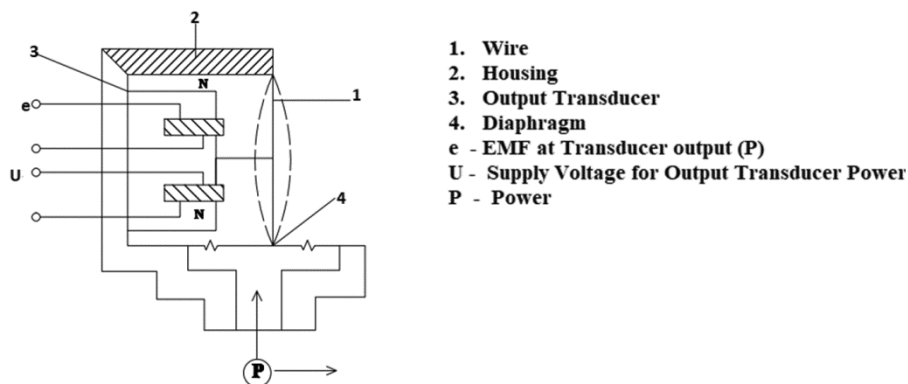 2
3
N
e
1
U
4
N
P
1. Wire
2. Housing
3. Output Transducer
4. Diaphragm
e - EMF at Transducer output (P)
U - Supply Voltage for Output Transducer Power
P - Power